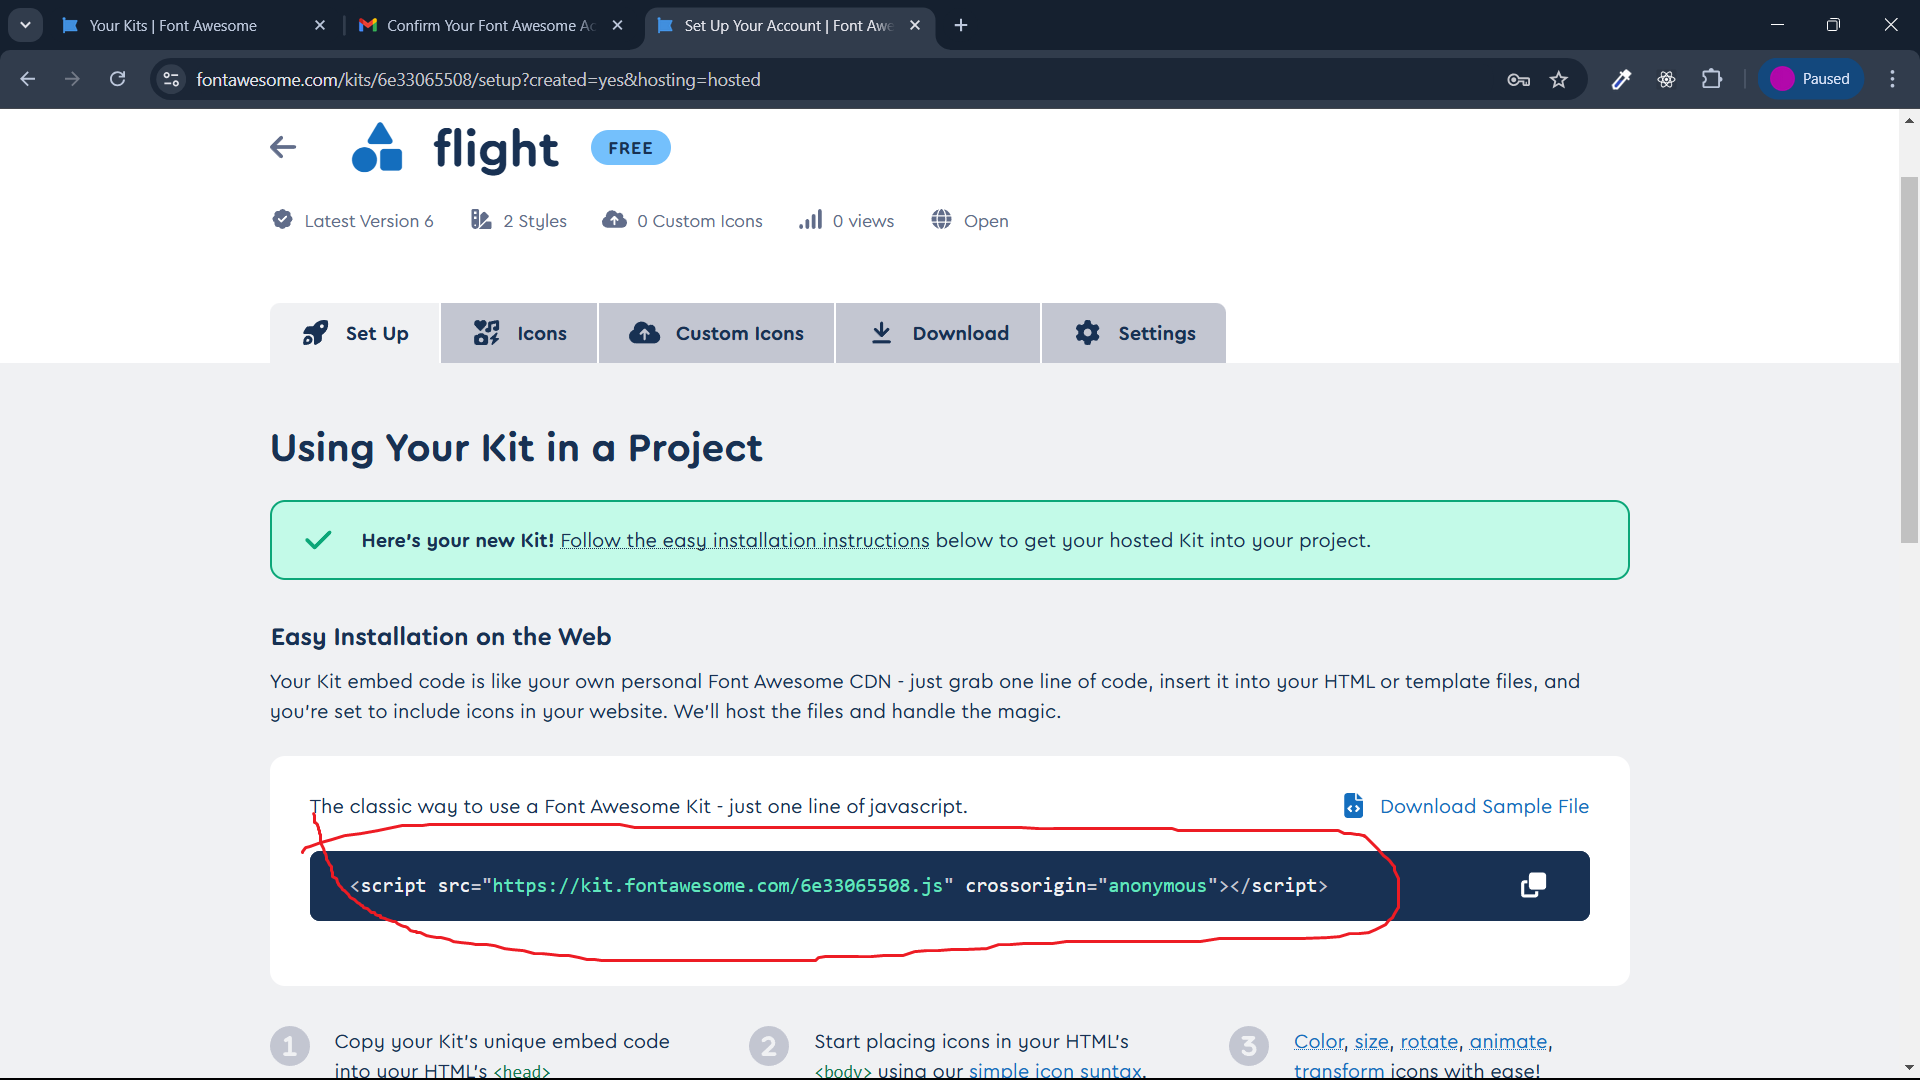 Your Kits | Font Awesome
Confirm Your Font Awesome Ac
Set Up Your Account | Font Awe
fontawesome.com/kits/6e33065508/setup?created=yes&hosting=hosted
Paused
flight
FREE
Latest Version 6
2 Styles
0 Custom Icons
0 views
Open
Set Up
Icons
Custom Icons
Download
Settings
Using Your Kit in a Project
Here's your new Kit! Follow the easy installation instructions below to get your hosted Kit into your project.
Easy Installation on the Web
Your Kit embed code is like your own personal Font Awesome CDN - just grab one line of code, insert it into your HTML or template files, and
you're set to include icons in your website. We'll host the files and handle the magic.
The classic way to use a Font Awesome Kit - just one line of javascript.
Download Sample File
<script src="https://kit.fontawesome.com/6e33065508.js" crossorigin="anonymous"></script>
1
Copy your Kit's unique embed code
into your HTML's <head>
2
Start placing icons in your HTML's
<body> using our simple icon syntax.
3
Color, size, rotate, animate,
transform icons with ease!